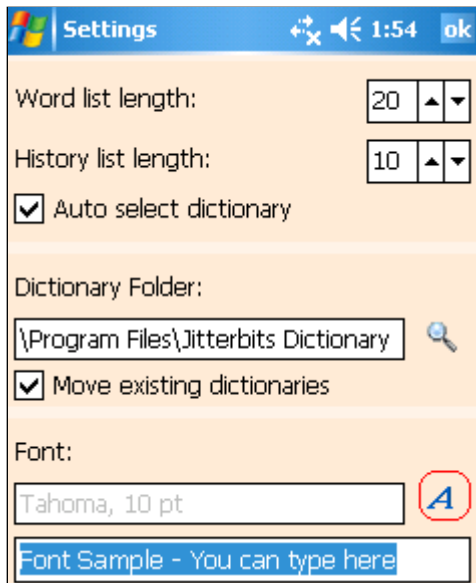 Settings 1:54 ok
Word list length: 20
History list length: 10
Auto select dictionary
Dictionary Folder:
\Program Files\Jitterbits Dictionary
Move existing dictionaries
Font:
Tahoma, 10 pt A
Font Sample - You can type here